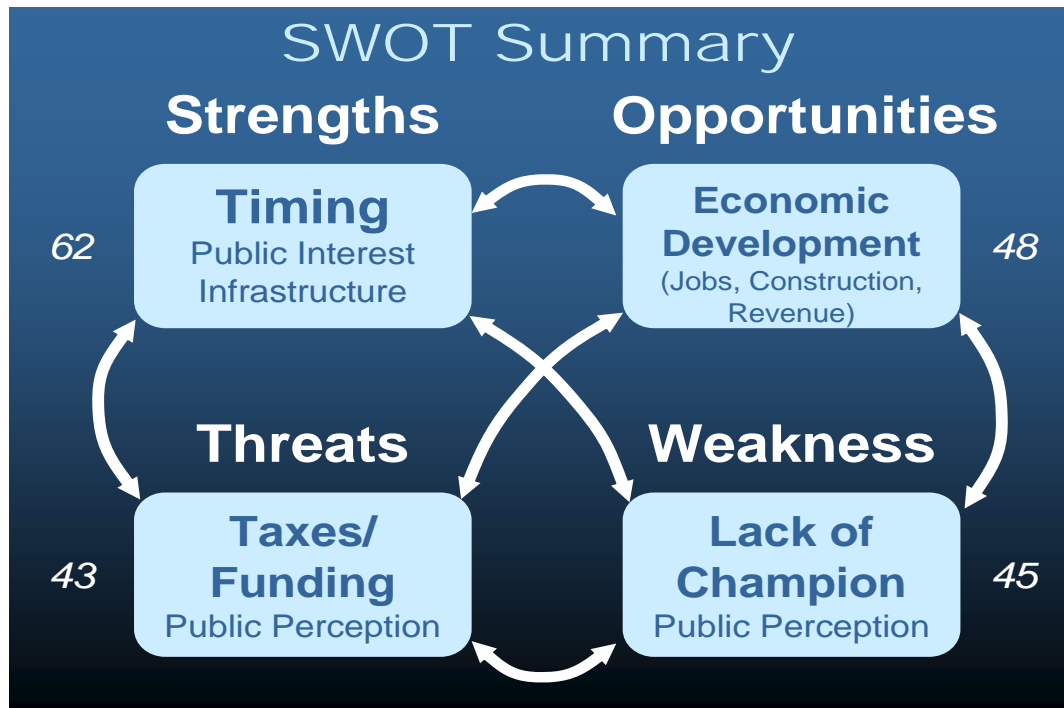 SWOT Summary
Strengths
Opportunities
62
Timing
Public Interest
Infrastructure
Economic
Development
(Jobs, Construction,
Revenue)
48
Threats
Weakness
43
Taxes/
Funding
Public Perception
Lack of
Champion
Public Perception
45